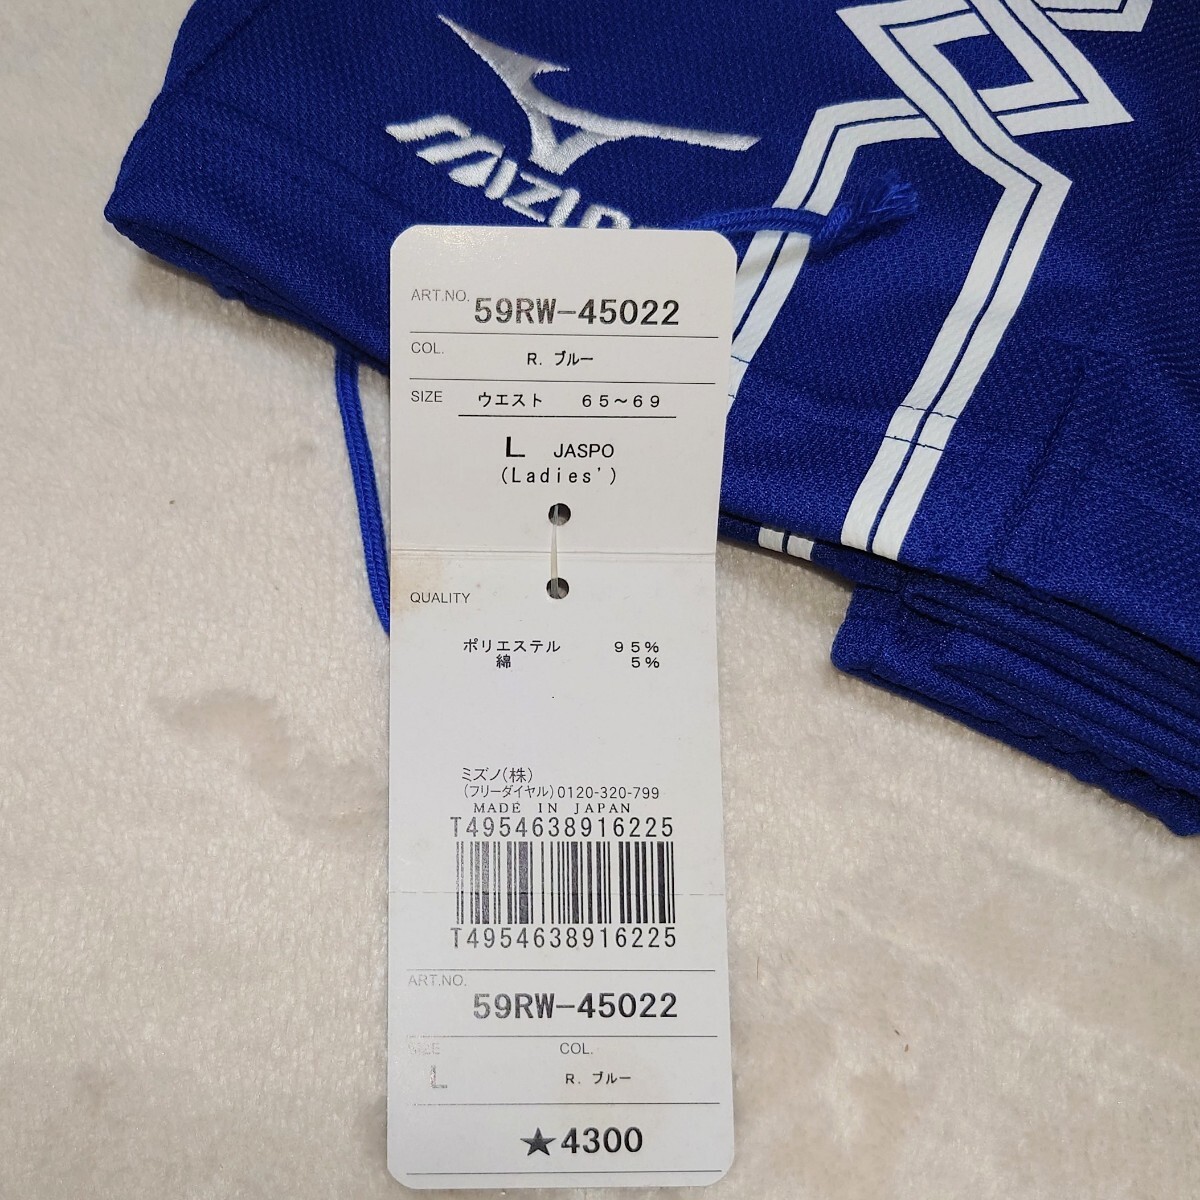 MIZUNO
ART.NO. 59RW-45022
COL. R. ブルー
SIZE ウエスト 65～69
L JASPO
(Ladies')
QUALITY
ポリエステル 95%
綿 5%
ミズノ(株)
(フリーダイヤル)0120-320-799
MADE IN JAPAN
T4954638916225
T4954638916225
ART.NO.
59RW-45022
SIZE COL.
L R. ブルー
★4300